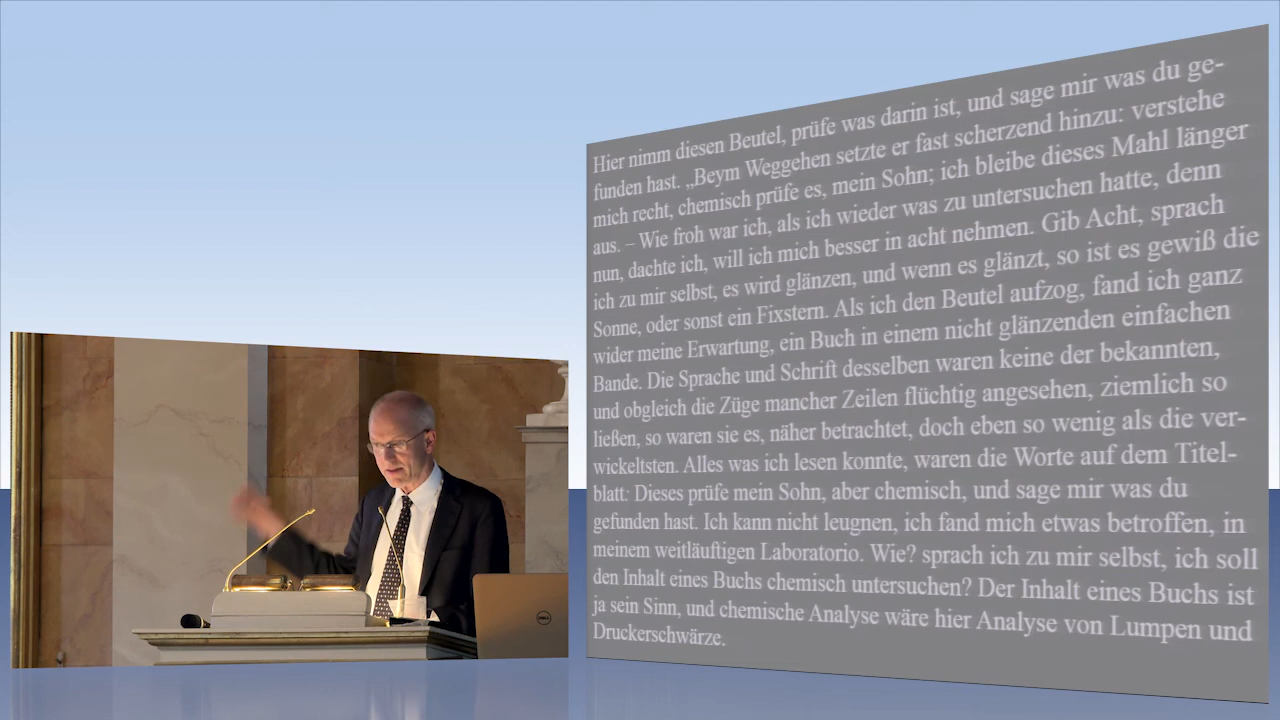 Hier nimm diesen Beutel, prüfe was darin ist, und sage mir was du ge-
funden hast. „Beym Weggehen setzte er fast scherzend hinzu: verstehe
mich recht, chemisch prüfe es, mein Sohn; ich bleibe dieses Mahl länger
aus. – Wie froh war ich, als ich wieder was zu untersuchen hatte, denn
nun, dachte ich, will ich mich besser in acht nehmen. Gib Acht, sprach
ich zu mir selbst, es wird glänzen, und wenn es glänzt, so ist es gewiß die
Sonne, oder sonst ein Fixstern. Als ich den Beutel aufzog, fand ich ganz
wider meine Erwartung, ein Buch in einem nicht glänzenden einfachen
Bande. Die Sprache und Schrift desselben waren keine der bekannten,
und obgleich die Züge mancher Zeilen flüchtig angesehen, ziemlich so
ließen, so waren sie es, näher betrachtet, doch eben so wenig als die ver-
wickeltsten. Alles was ich lesen konnte, waren die Worte auf dem Titel-
blatt: Dieses prüfe mein Sohn, aber chemisch, und sage mir was du
gefunden hast. Ich kann nicht leugnen, ich fand mich etwas betroffen, in
meinem weitläuftigen Laboratorio. Wie? sprach ich zu mir selbst, ich soll
den Inhalt eines Buchs chemisch untersuchen? Der Inhalt eines Buchs ist
ja sein Sinn, und chemische Analyse wäre hier Analyse von Lumpen und
Druckerschwärze.
DELL